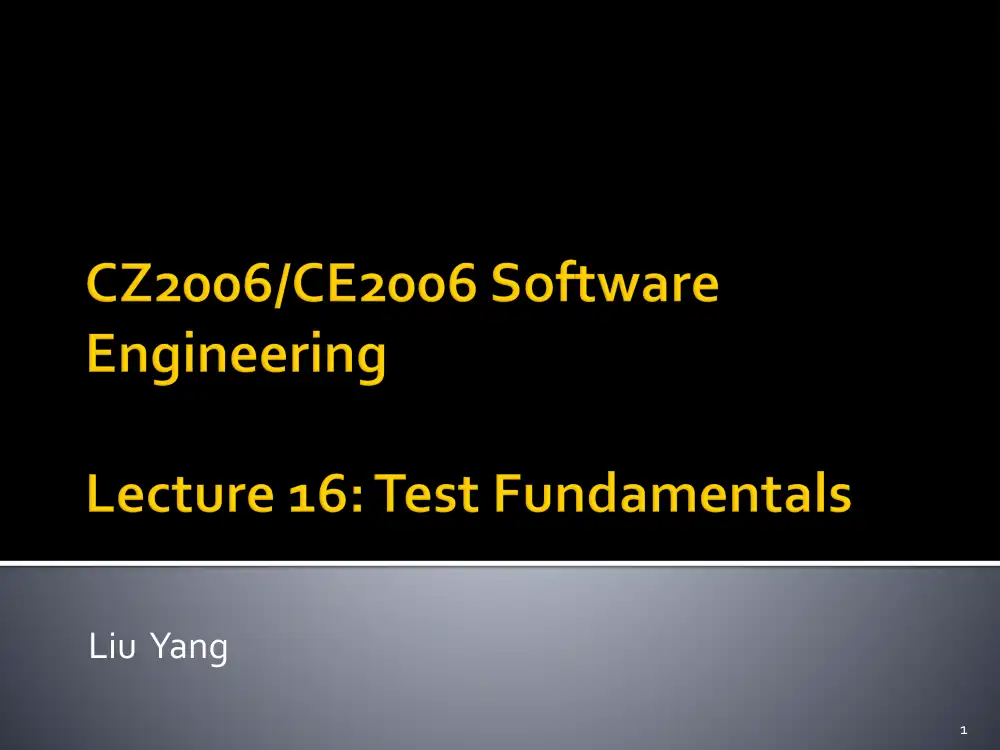 CZ2006/CE2006 Software
Engineering
Lecture 16: Test Fundamentals
Liu Yang
1